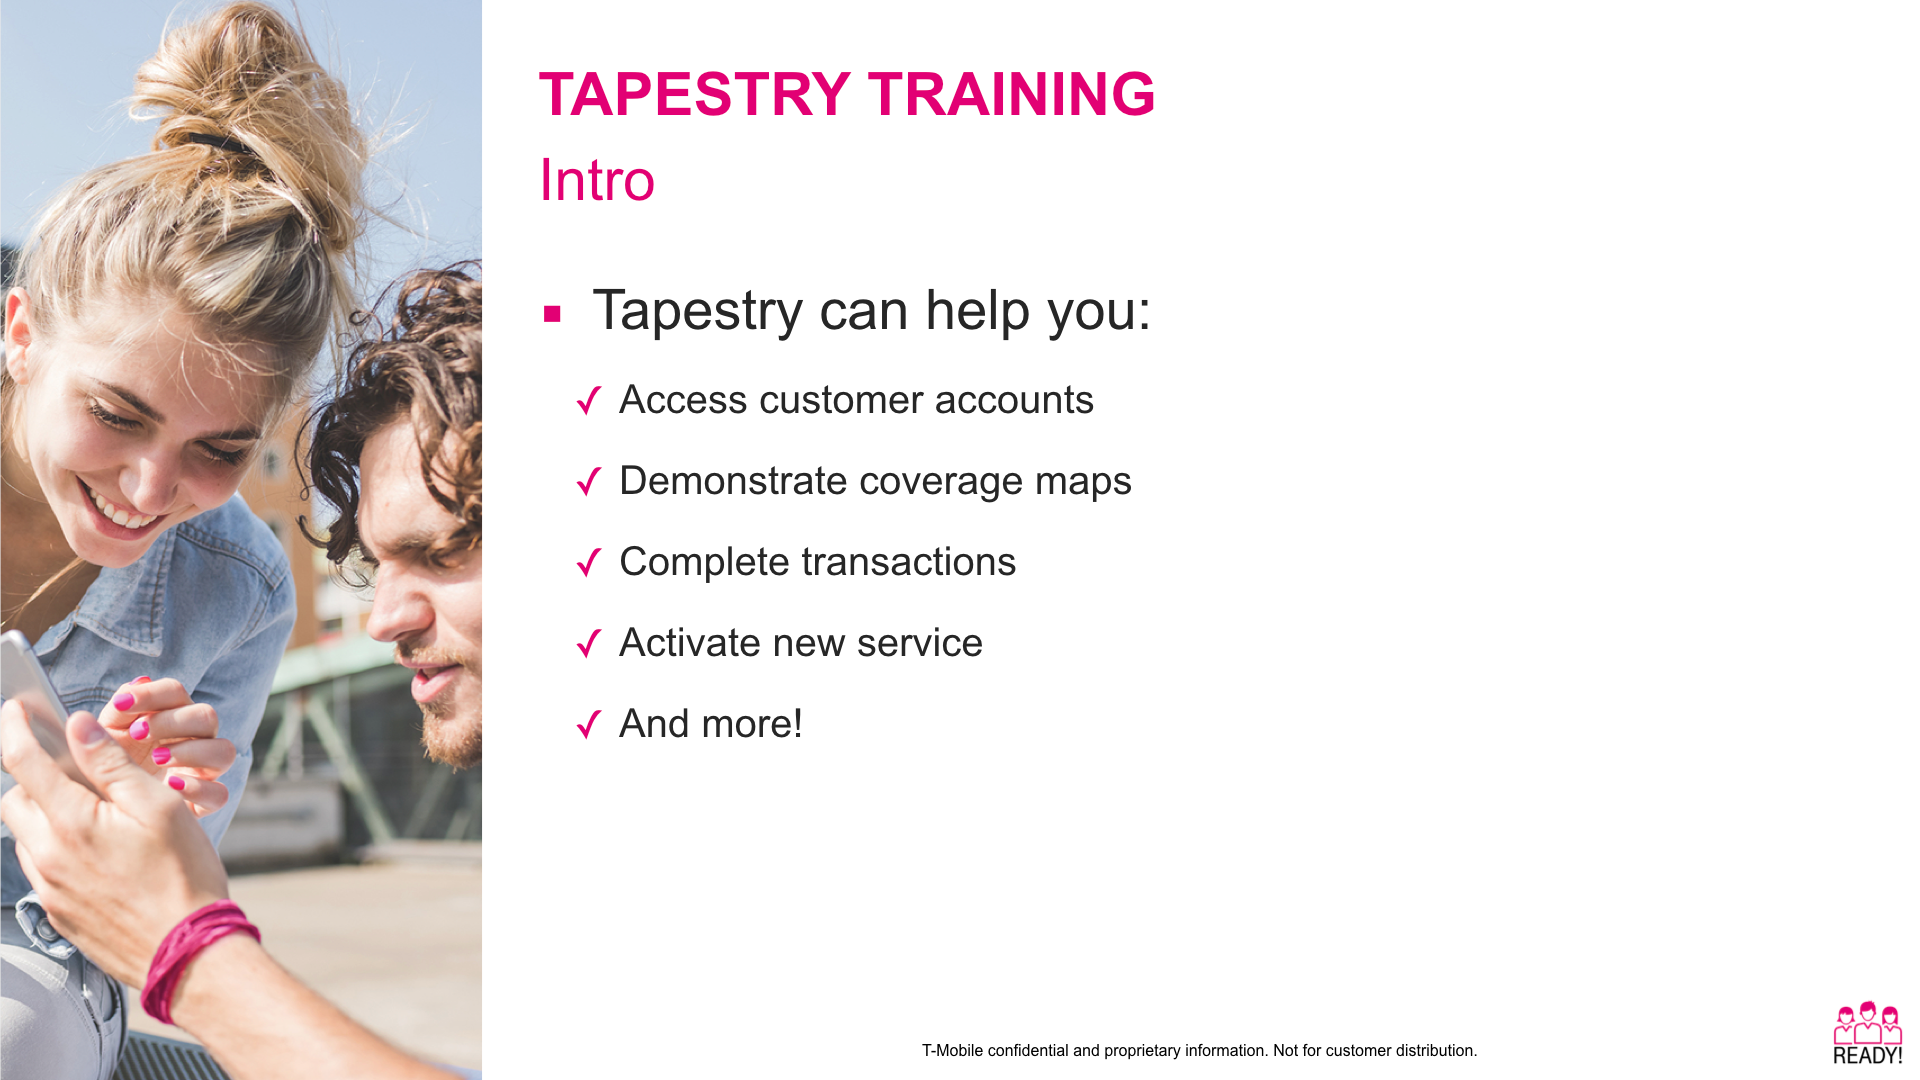 TAPESTRY TRAINING
Intro
Tapestry can help you:
Access customer accounts
Demonstrate coverage maps
Complete transactions
Activate new service
And more!
T-Mobile confidential and proprietary information. Not for customer distribution.
READY!